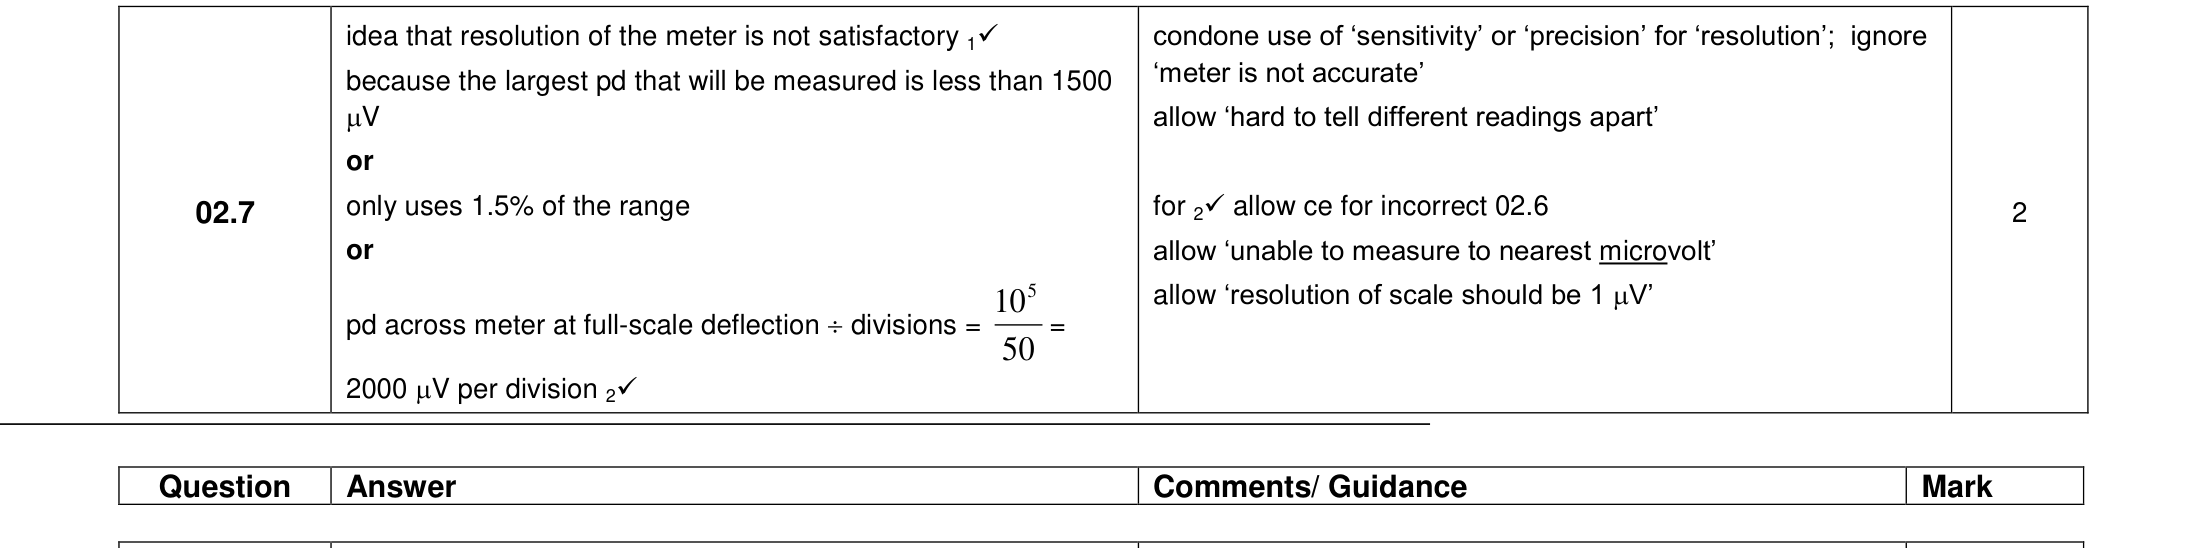 02.7
idea that resolution of the meter is not satisfactory ₁✓
because the largest pd that will be measured is less than 1500
μV
or
only uses 1.5% of the range
or
pd across meter at full-scale deflection ÷ divisions = 10⁵/50 =
2000 μV per division ₂✓
condone use of ‘sensitivity’ or ‘precision’ for ‘resolution’; ignore
‘meter is not accurate’
allow ‘hard to tell different readings apart’
for ₂✓ allow ce for incorrect 02.6
allow ‘unable to measure to nearest microvolt’
allow ‘resolution of scale should be 1 μV’
2
Question Answer Comments/ Guidance Mark